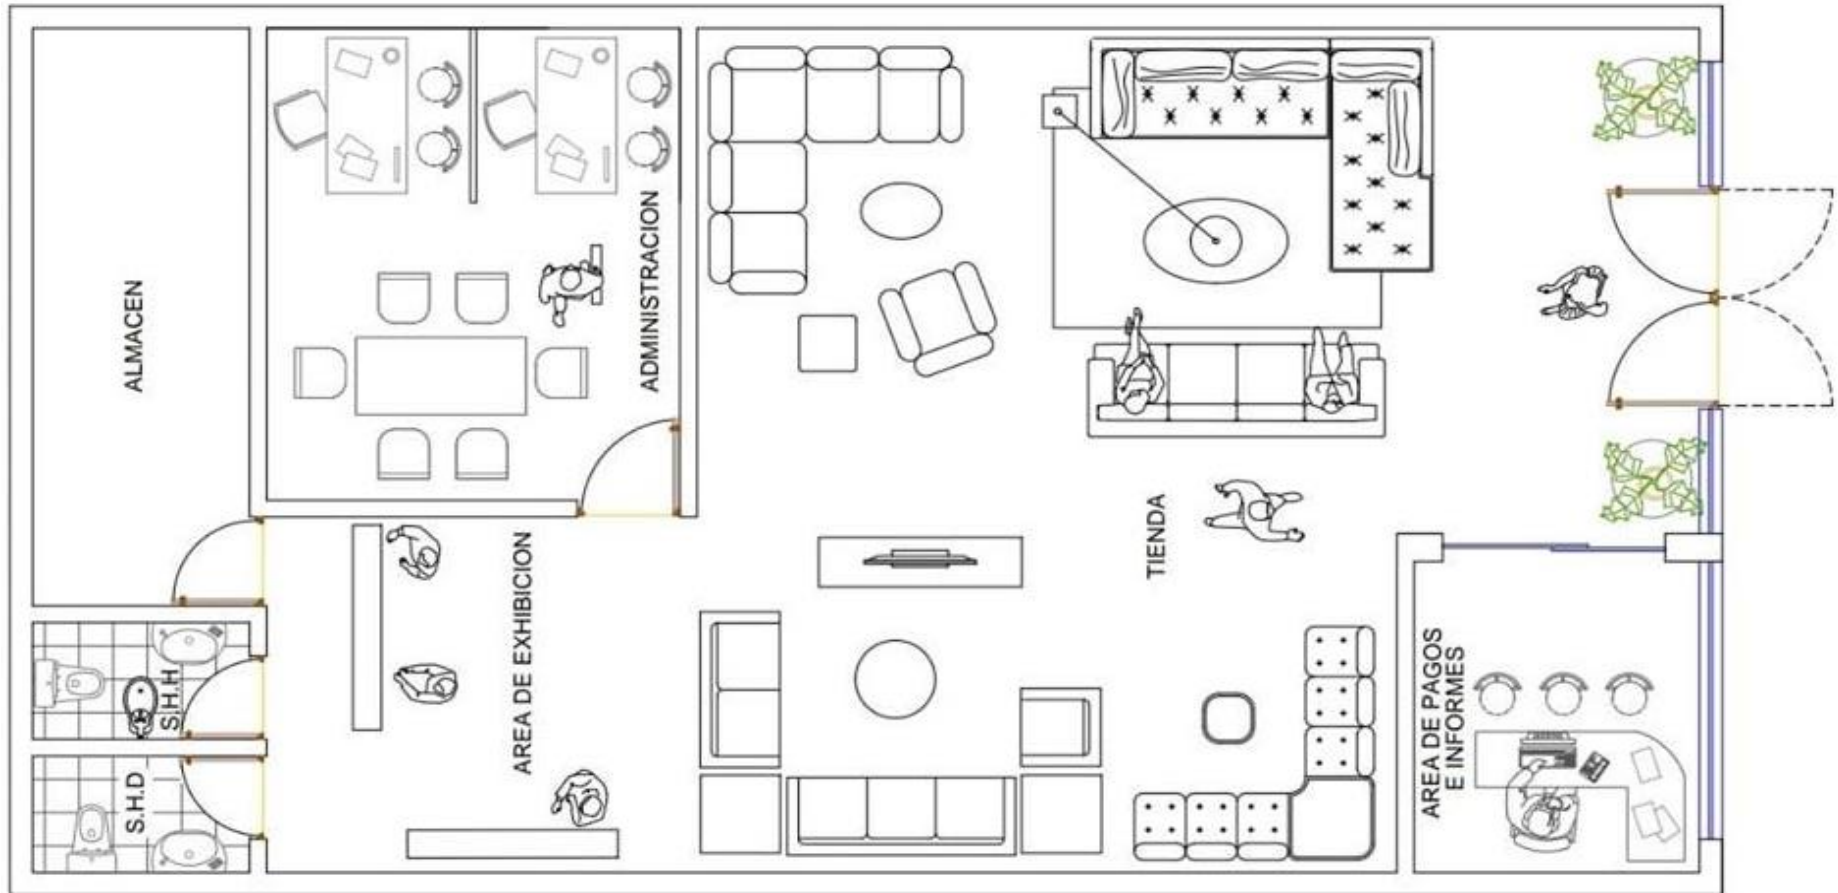 ALMACEN
ADMINISTRACION
S.H.H
S.H.D
AREA DE EXHIBICION
TIENDA
AREA DE PAGOS
E INFORMES